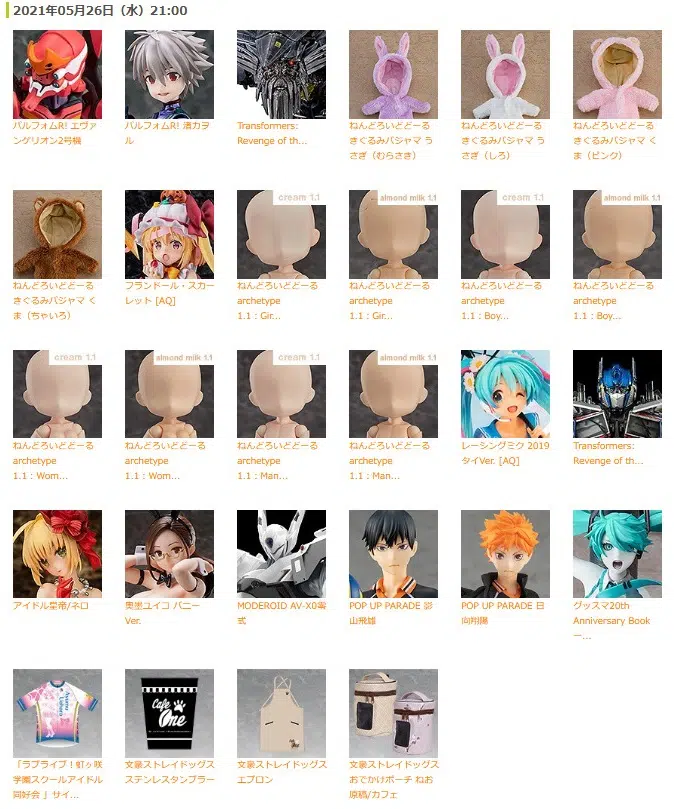 2021年05月26日（水）21:00
パルフォムR! エヴァ
ンゲリオン2号機
パルフォムR! 渚カヲ
ル
Transformers:
Revenge of th...
ねんどろいどどーる
きぐるみパジャマ う
さぎ（むらさき）
ねんどろいどどーる
きぐるみパジャマ う
さぎ（しろ）
ねんどろいどどーる
きぐるみパジャマ く
ま（ピンク）
ねんどろいどどーる
きぐるみパジャマ く
ま（ちゃいろ）
フランドール・スカー
レット [AQ]
cream 1.1
ねんどろいどどーる
archetype
1.1：Gir...
almond milk 1.1
ねんどろいどどーる
archetype
1.1：Gir...
cream 1.1
ねんどろいどどーる
archetype
1.1：Boy...
almond milk 1.1
ねんどろいどどーる
archetype
1.1：Boy...
cream 1.1
ねんどろいどどーる
archetype
1.1：Wom...
almond milk 1.1
ねんどろいどどーる
archetype
1.1：Wom...
cream 1.1
ねんどろいどどーる
archetype
1.1：Man...
almond milk 1.1
ねんどろいどどーる
archetype
1.1：Man...
レーシングミク 2019
タイVer. [AQ]
Transformers:
Revenge of th...
アイドル皇帝/ネロ
奥里ユイコ バニー
Ver.
MODEROID AV-X0零
式
POP UP PARADE 影
山飛雄
POP UP PARADE 日
向翔陽
グッスマ20th
Anniversary Book
ー...
「ラブライブ！虹ヶ咲
学園スクールアイドル
同好会 」サイ...
Cafe
One
文豪ストレイドッグス
ステンレスタンブラー
文豪ストレイドッグス
エプロン
文豪ストレイドッグス
おでかけポーチ ねお
原稿/カフェ